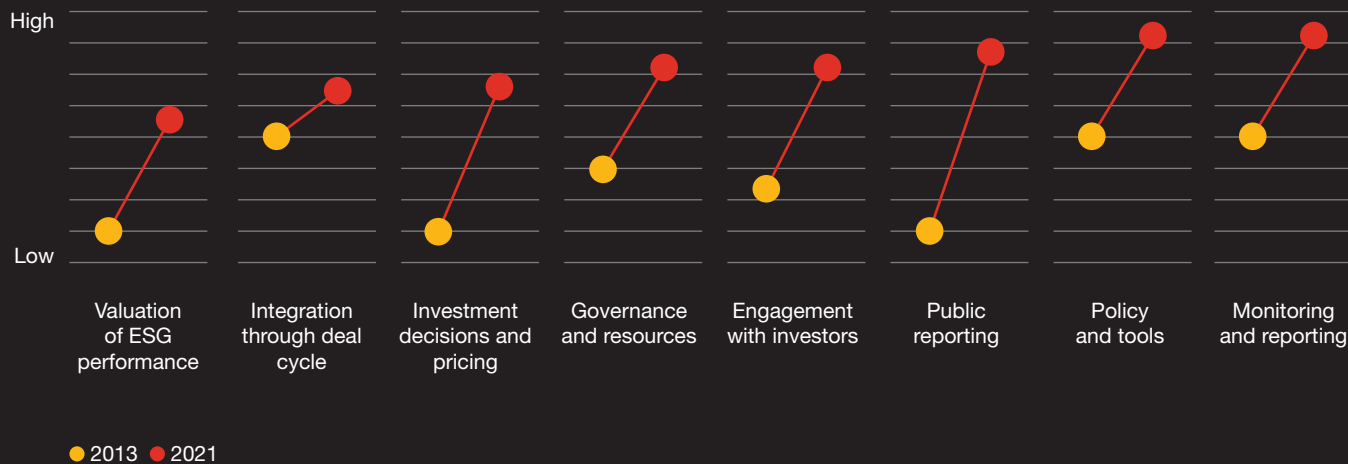 High
Low
Valuation
of ESG
performance
Integration
through deal
cycle
Investment
decisions and
pricing
Governance
and resources
Engagement
with investors
Public
reporting
Policy
and tools
Monitoring
and reporting
2013 2021